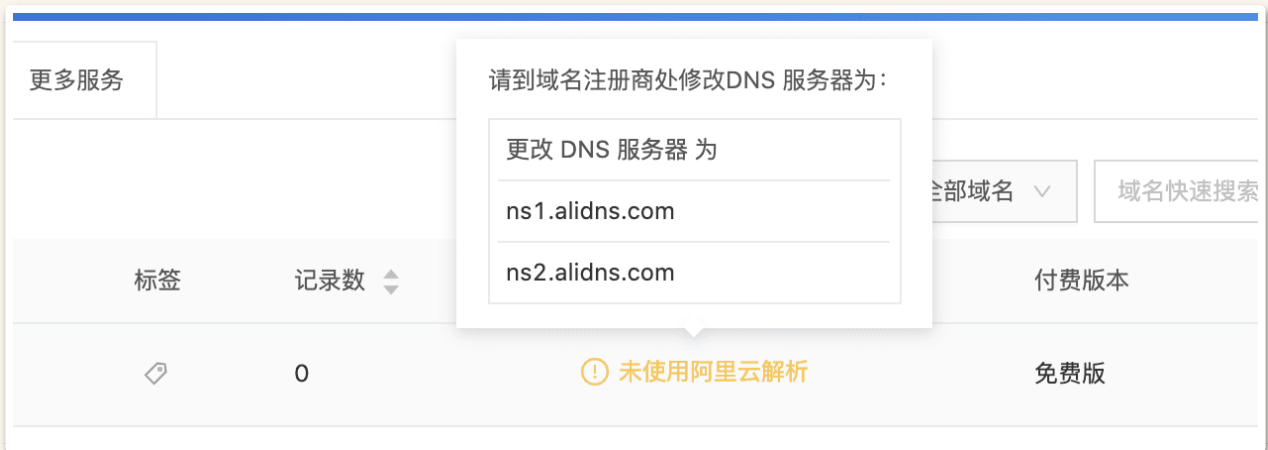 更多服务
请到域名注册商处修改DNS 服务器为：
更改 DNS 服务器 为
ns1.alidns.com
ns2.alidns.com
全部域名
域名快速搜索
标签
记录数
付费版本
0
未使用阿里云解析
免费版